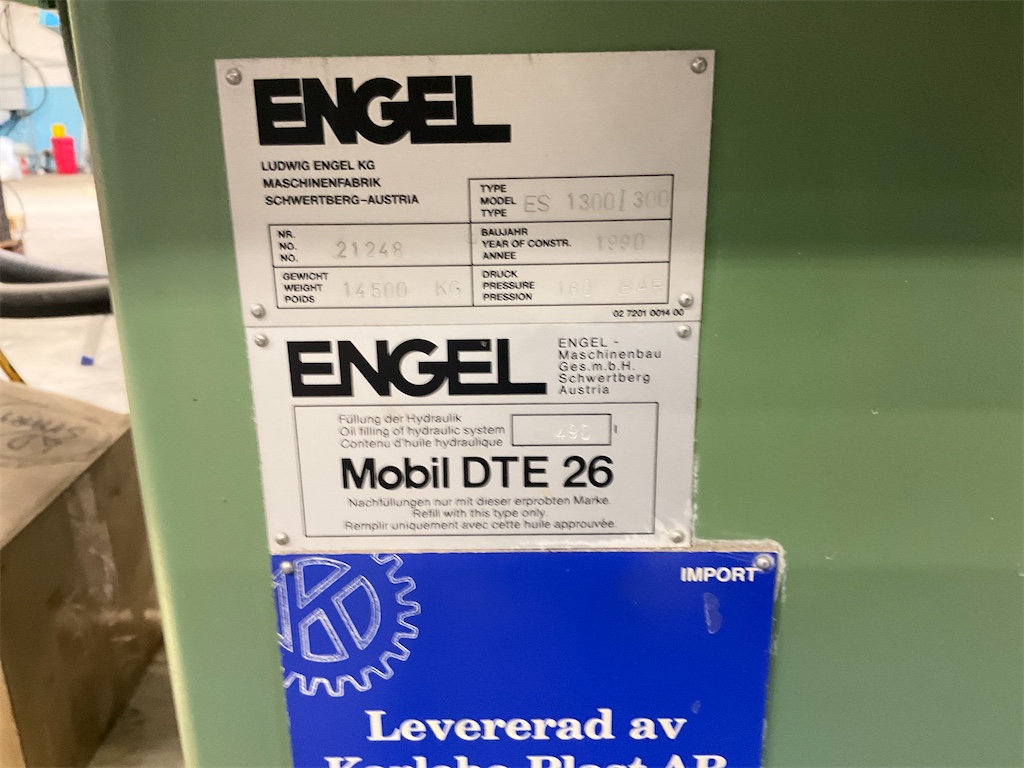 ENGEL
LUDWIG ENGEL KG
MASCHINENFABRIK
SCHWERTBERG-AUSTRIA
TYPE
MODEL
TYPE
ES 1300/300
NR.
NO.
NO.
21248
BAUJAHR
YEAR OF CONSTR.
ANNEE
1990
GEWICHT
WEIGHT
POIDS
14500 KG
DRUCK
PRESSURE
PRESSION
160 BAR
02 7201 0014 00
ENGEL
ENGEL -
Maschinenbau
Ges.m.b.H.
Schwertberg
Austria
Füllung der Hydraulik
Oil filling of hydraulic system
Contenu d'huile hydraulique
490 l
Mobil DTE 26
Nachfüllungen nur mit dieser erprobten Marke.
Refill with this type only.
Remplir uniquement avec cette huile approuvée.
IMPORT
K
Levererad av
Karlebo Plast AB